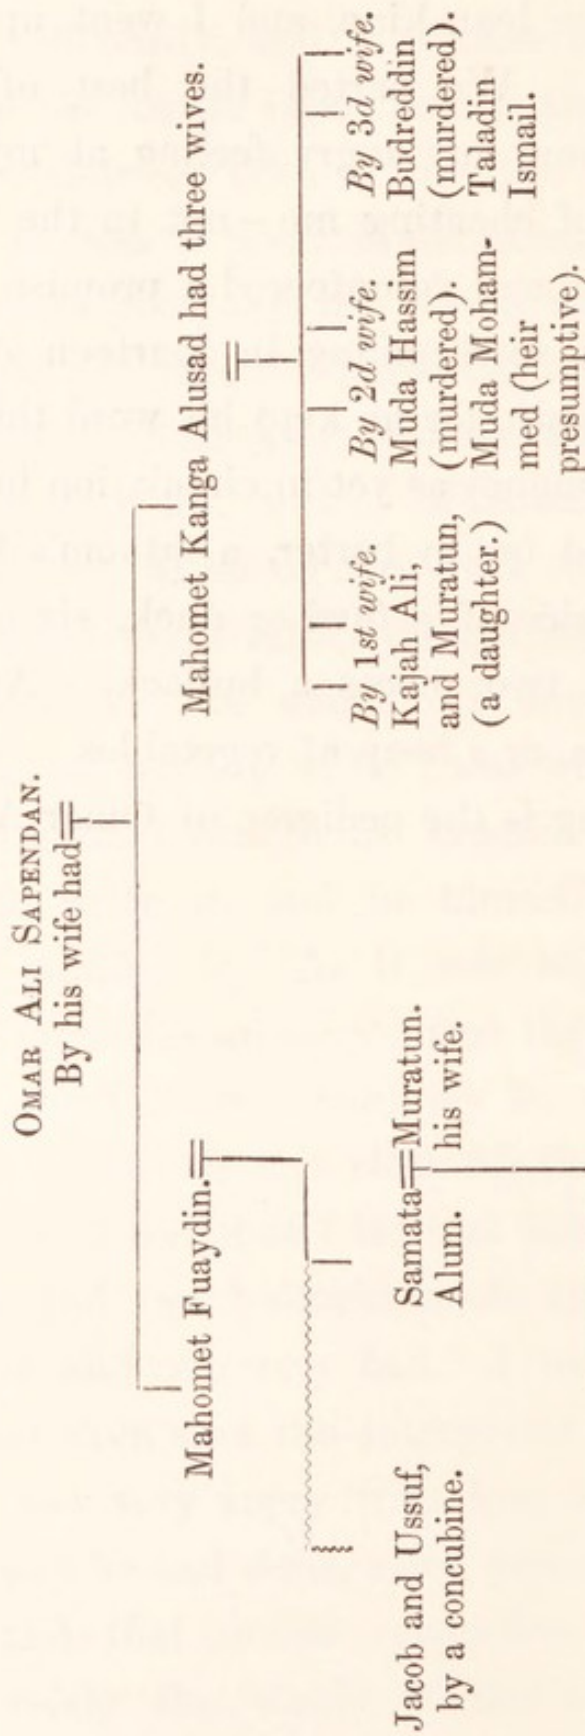 OMAR ALI SAPENDAN.
By his wife had
Mahomet Fuaydin.
Mahomet Kanga Alusad had three wives.
Jacob and Ussuf,
by a concubine.
Samata Muratun.
Alum. his wife.
By 1st wife.
Kajah Ali,
and Muratun,
(a daughter.)
By 2d wife.
Muda Hassim
(murdered).
Muda Moham-
med (heir
presumptive).
By 3d wife.
Budreddin
(murdered).
Taladin
Ismail.